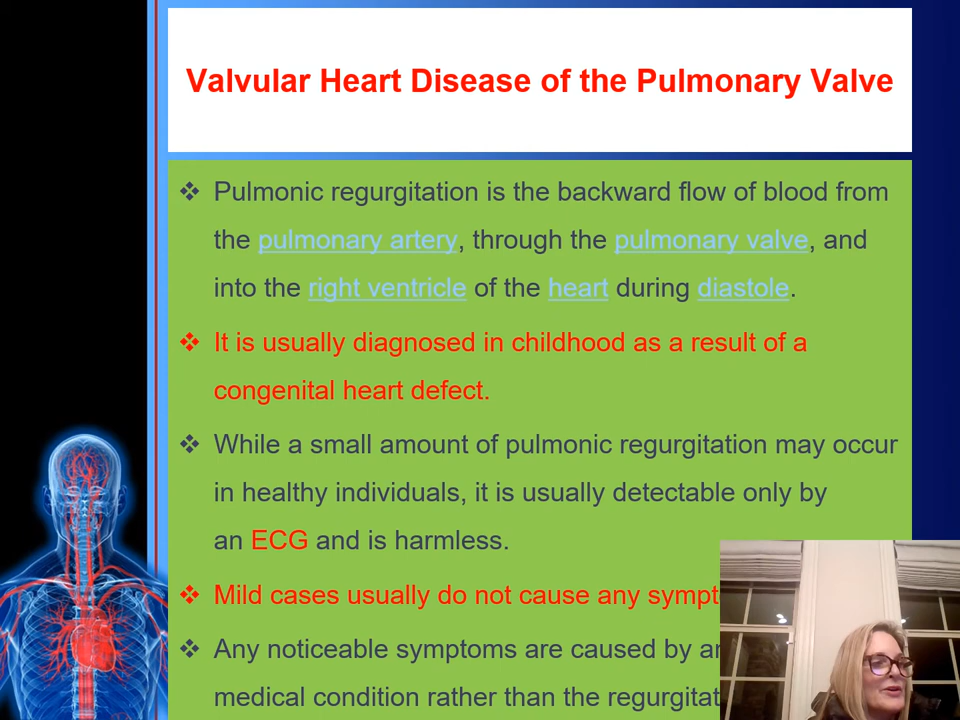 Valvular Heart Disease of the Pulmonary Valve
❖ Pulmonic regurgitation is the backward flow of blood from
the pulmonary artery, through the pulmonary valve, and
into the right ventricle of the heart during diastole.
❖ It is usually diagnosed in childhood as a result of a
congenital heart defect.
❖ While a small amount of pulmonic regurgitation may occur
in healthy individuals, it is usually detectable only by
an ECG and is harmless.
❖ Mild cases usually do not cause any
❖ Any noticeable symptoms are caused by
medical condition rather than the